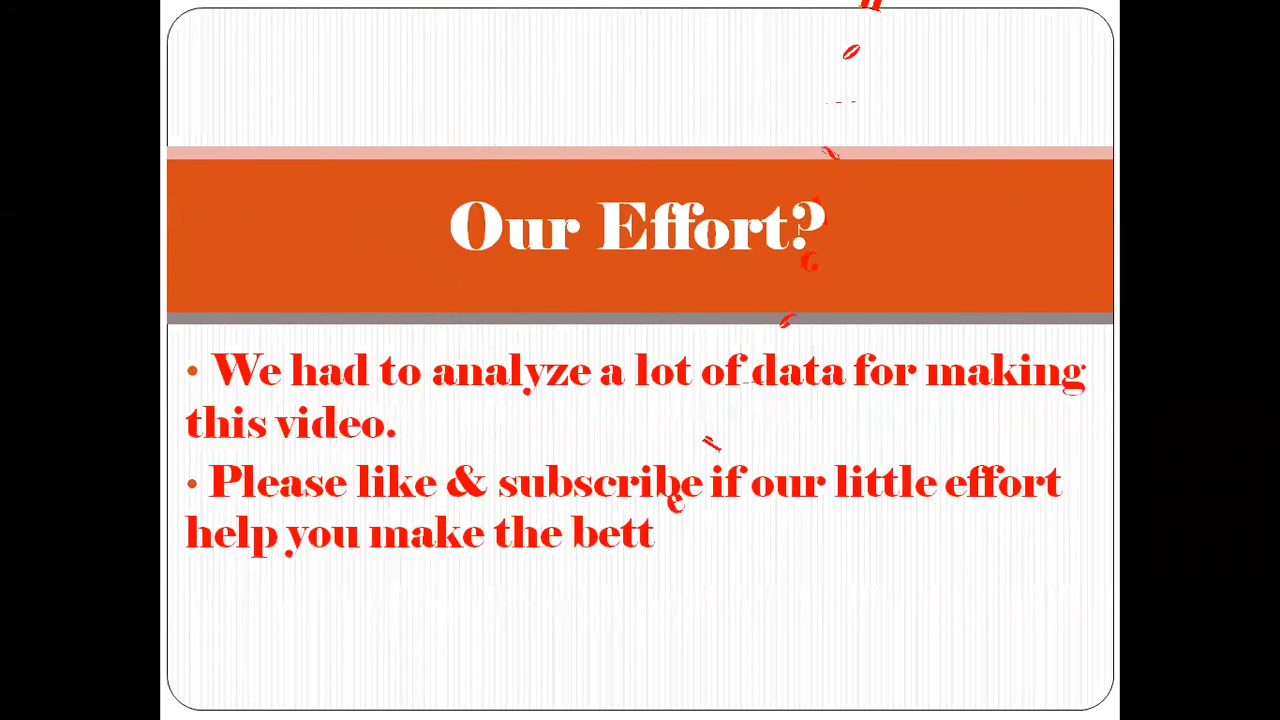 Our Effort?
• We had to analyze a lot of data for making
this video.
• Please like & subscribe if our little effort
help you make the bett